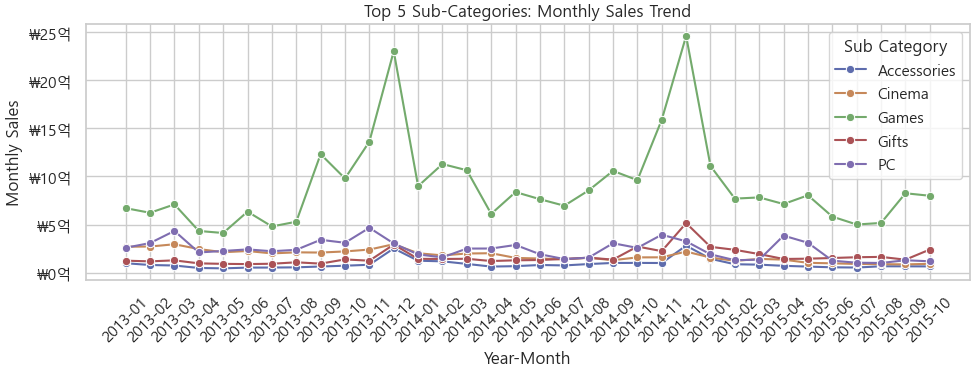 Top 5 Sub-Categories: Monthly Sales Trend
₩25억
₩20억
₩15억
₩10억
₩5억
₩0억
Monthly Sales
Sub Category
Accessories
Cinema
Games
Gifts
PC
2013-01
2013-02
2013-03
2013-04
2013-05
2013-06
2013-07
2013-08
2013-09
2013-10
2013-11
2013-12
2014-01
2014-02
2014-03
2014-04
2014-05
2014-06
2014-07
2014-08
2014-09
2014-10
2014-11
2014-12
2015-01
2015-02
2015-03
2015-04
2015-05
2015-06
2015-07
2015-08
2015-09
2015-10
Year-Month